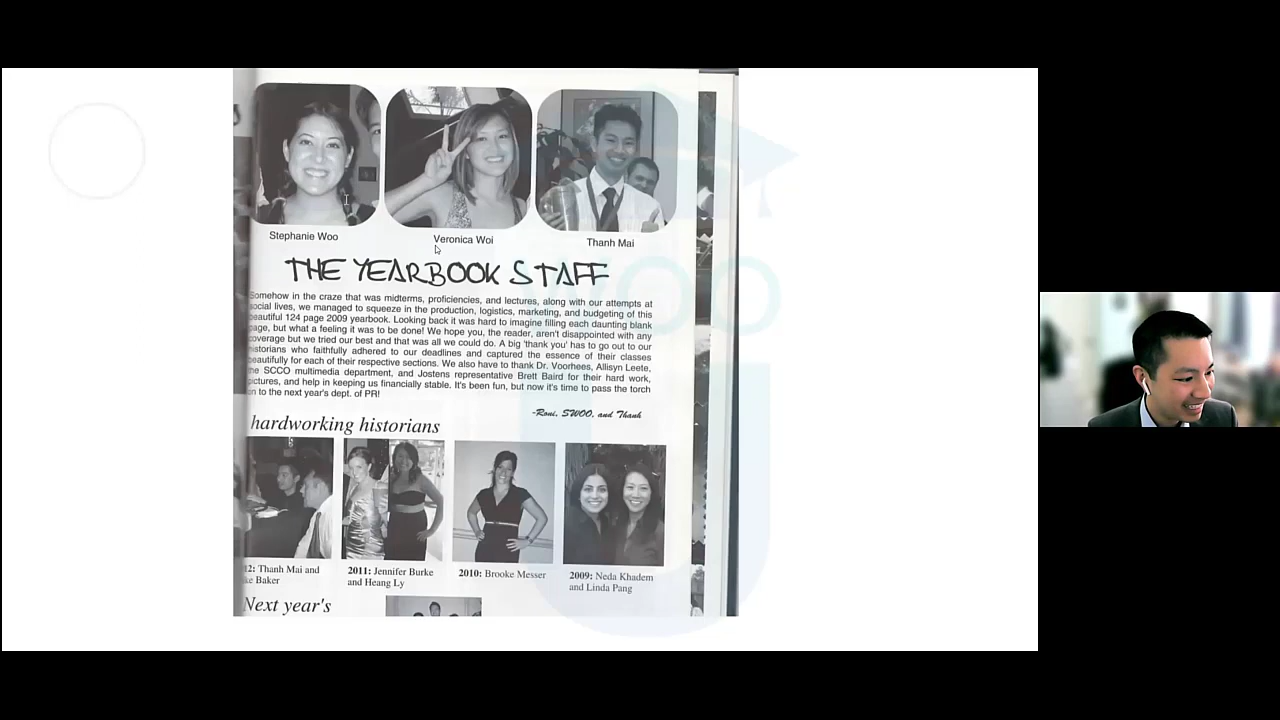 Stephanie Woo
Veronica Woi
Thanh Mai
THE YEARBOOK STAFF
Somehow in the craze that was midterms, proficiencies, and lectures, along with our attempts at
social lives, we managed to squeeze in the production, logistics, marketing, and budgeting of this
beautiful 124 page 2009 yearbook. Looking back it was hard to imagine filling each daunting blank
page, but what a feeling it was to be done! We hope you, the reader, aren't disappointed with any
coverage but we tried our best and that was all we could do. A big 'thank you' has to go out to our
historians who faithfully adhered to our deadlines and captured the essence of their classes
beautifully for each of their respective sections. We also have to thank Dr. Voorhees, Allisyn Leete,
the SCCO multimedia department, and Jostens representative Brett Baird for their hard work,
pictures, and help in keeping us financially stable. It's been fun, but now it's time to pass the torch
on to the next year's dept. of PR!
-Roni, SWOO, and Thanh
hardworking historians
12: Thanh Mai and
ke Baker
2011: Jennifer Burke
and Heang Ly
2010: Brooke Messer
2009: Neda Khadem
and Linda Pang
Next year's
WOO
U